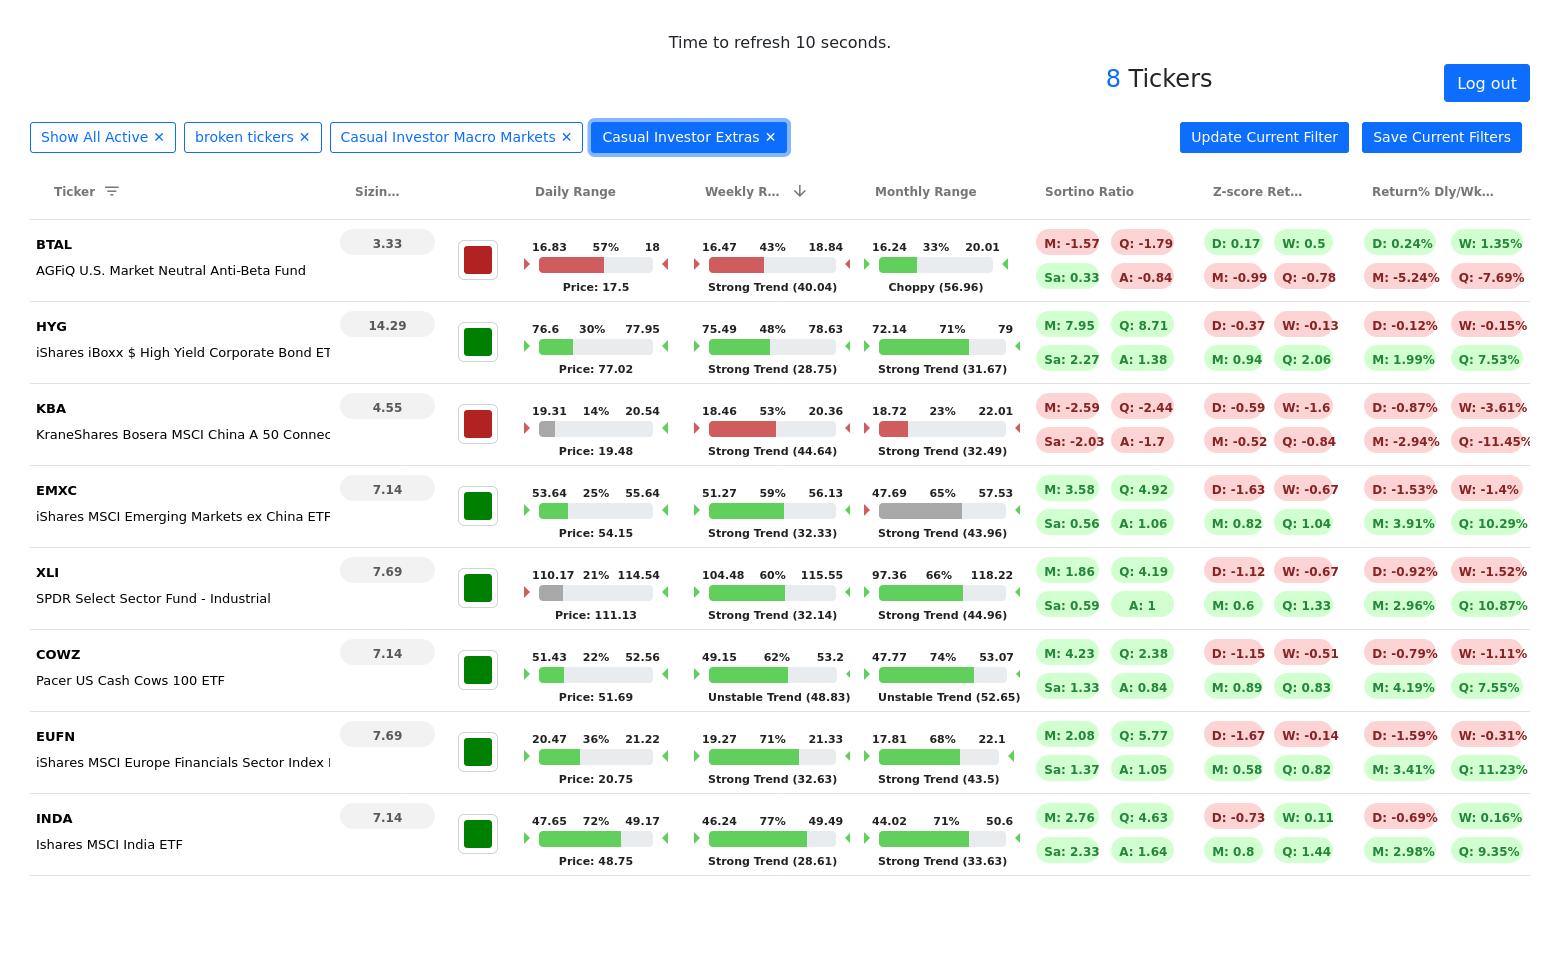 Time to refresh 10 seconds.
8 Tickers
Log out
Show All Active ✕ broken tickers ✕ Casual Investor Macro Markets ✕ Casual Investor Extras ✕ Update Current Filter Save Current Filters
Ticker Sizin... Daily Range Weekly R... Monthly Range Sortino Ratio Z-score Ret... Return% Dly/Wk...
BTAL 3.33 16.83 57% 18 16.47 43% 18.84 16.24 33% 20.01 M: -1.57 Q: -1.79 D: 0.17 W: 0.5 D: 0.24% W: 1.35%
AGFiQ U.S. Market Neutral Anti-Beta Fund Sa: 0.33 A: -0.84 M: -0.99 Q: -0.78 M: -5.24% Q: -7.69%
Price: 17.5 Strong Trend (40.04) Choppy (56.96)
HYG 14.29 76.6 30% 77.95 75.49 48% 78.63 72.14 71% 79 M: 7.95 Q: 8.71 D: -0.37 W: -0.13 D: -0.12% W: -0.15%
iShares iBoxx $ High Yield Corporate Bond ET Sa: 2.27 A: 1.38 M: 0.94 Q: 2.06 M: 1.99% Q: 7.53%
Price: 77.02 Strong Trend (28.75) Strong Trend (31.67)
KBA 4.55 19.31 14% 20.54 18.46 53% 20.36 18.72 23% 22.01 M: -2.59 Q: -2.44 D: -0.59 W: -1.6 D: -0.87% W: -3.61%
KraneShares Bosera MSCI China A 50 Connec Sa: -2.03 A: -1.7 M: -0.52 Q: -0.84 M: -2.94% Q: -11.45%
Price: 19.48 Strong Trend (44.64) Strong Trend (32.49)
EMXC 7.14 53.64 25% 55.64 51.27 59% 56.13 47.69 65% 57.53 M: 3.58 Q: 4.92 D: -1.63 W: -0.67 D: -1.53% W: -1.4%
iShares MSCI Emerging Markets ex China ETF Sa: 0.56 A: 1.06 M: 0.82 Q: 1.04 M: 3.91% Q: 10.29%
Price: 54.15 Strong Trend (32.33) Strong Trend (43.96)
XLI 7.69 110.17 21% 114.54 104.48 60% 115.55 97.36 66% 118.22 M: 1.86 Q: 4.19 D: -1.12 W: -0.67 D: -0.92% W: -1.52%
SPDR Select Sector Fund - Industrial Sa: 0.59 A: 1 M: 0.6 Q: 1.33 M: 2.96% Q: 10.87%
Price: 111.13 Strong Trend (32.14) Strong Trend (44.96)
COWZ 7.14 51.43 22% 52.56 49.15 62% 53.2 47.77 74% 53.07 M: 4.23 Q: 2.38 D: -1.15 W: -0.51 D: -0.79% W: -1.11%
Pacer US Cash Cows 100 ETF Sa: 1.33 A: 0.84 M: 0.89 Q: 0.83 M: 4.19% Q: 7.55%
Price: 51.69 Unstable Trend (48.83) Unstable Trend (52.65)
EUFN 7.69 20.47 36% 21.22 19.27 71% 21.33 17.81 68% 22.1 M: 2.08 Q: 5.77 D: -1.67 W: -0.14 D: -1.59% W: -0.31%
iShares MSCI Europe Financials Sector Index Sa: 1.37 A: 1.05 M: 0.58 Q: 0.82 M: 3.41% Q: 11.23%
Price: 20.75 Strong Trend (32.63) Strong Trend (43.5)
INDA 7.14 47.65 72% 49.17 46.24 77% 49.49 44.02 71% 50.6 M: 2.76 Q: 4.63 D: -0.73 W: 0.11 D: -0.69% W: 0.16%
Ishares MSCI India ETF Sa: 2.33 A: 1.64 M: 0.8 Q: 1.44 M: 2.98% Q: 9.35%
Price: 48.75 Strong Trend (28.61) Strong Trend (33.63)